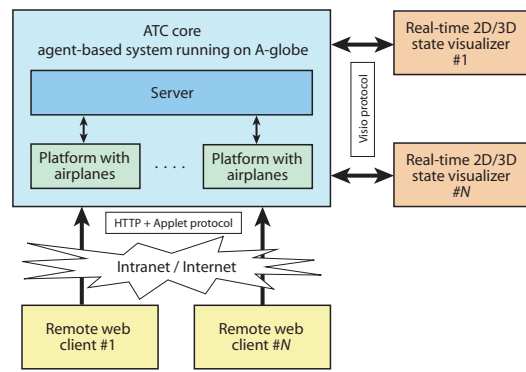 ATC core
agent-based system running on A-globe
Server
Platform with
airplanes
. . . .
Platform with
airplanes
Real-time 2D/3D
state visualizer
#1
Visio protocol
Real-time 2D/3D
state visualizer
#N
HTTP + Applet protocol
Intranet / Internet
Remote web
client #1
Remote web
client #N